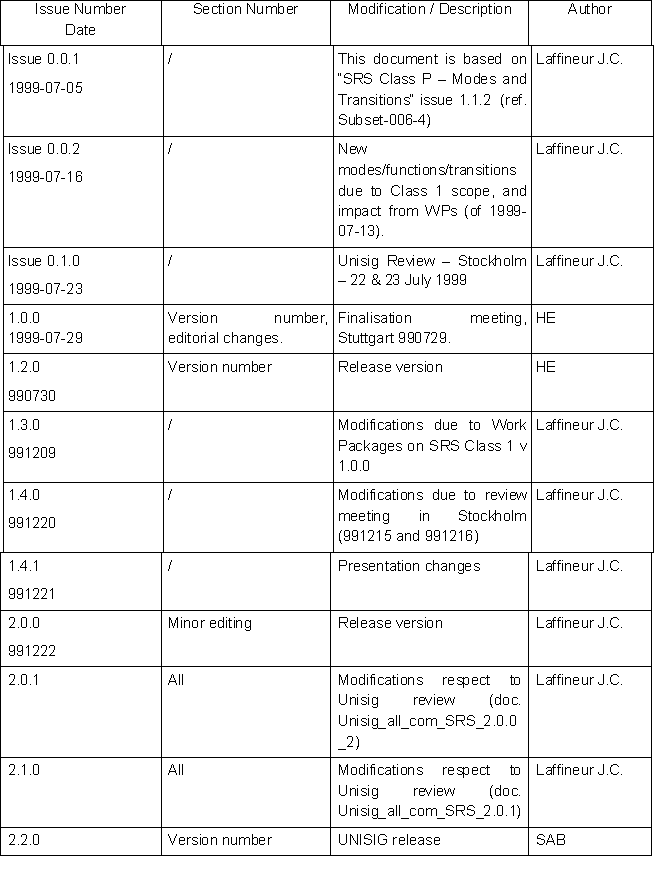 Issue Number Section Number Modification / Description Author
Date
Issue 0.0.1 / This document is based on Laffineur J.C.
1999-07-05 "SRS Class P – Modes and
Transitions" issue 1.1.2 (ref.
Subset-006-4)
Issue 0.0.2 / New Laffineur J.C.
1999-07-16 modes/functions/transitions
due to Class 1 scope, and
impact from WPs (of 1999-
07-13).
Issue 0.1.0 / Unisig Review – Stockholm Laffineur J.C.
1999-07-23 – 22 & 23 July 1999
1.0.0 Version number, Finalisation meeting, HE
1999-07-29 editorial changes. Stuttgart 990729.
1.2.0 Version number Release version HE
990730
1.3.0 / Modifications due to Work Laffineur J.C.
991209 Packages on SRS Class 1 v
1.0.0
1.4.0 / Modifications due to review Laffineur J.C.
991220 meeting in Stockholm
(991215 and 991216)
1.4.1 / Presentation changes Laffineur J.C.
991221
2.0.0 Minor editing Release version Laffineur J.C.
991222
2.0.1 All Modifications respect to Laffineur J.C.
Unisig review (doc.
Unisig_all_com_SRS_2.0.0
_2)
2.1.0 All Modifications respect to Laffineur J.C.
Unisig review (doc.
Unisig_all_com_SRS_2.0.1)
2.2.0 Version number UNISIG release SAB